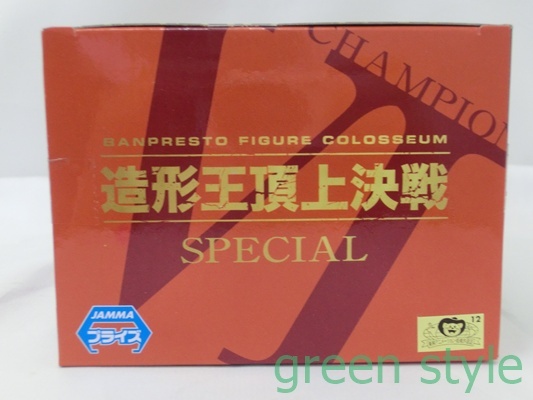 CHAMPION
BANPRESTO FIGURE COLOSSEUM
造形王頂上決戦
SPECIAL
JAMMA
プライズ
12
green style